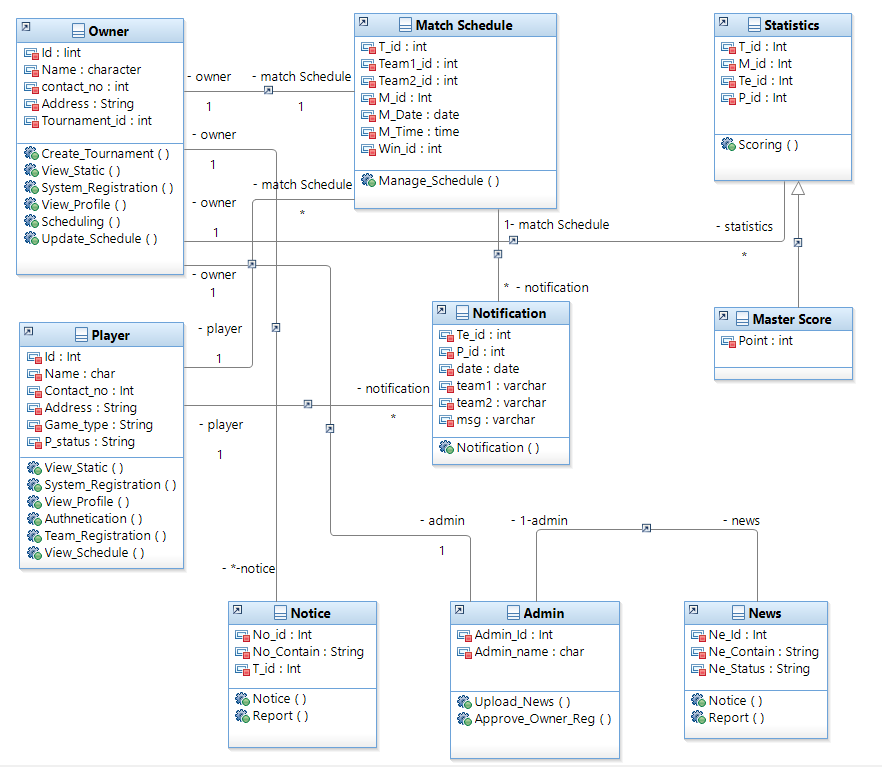 Owner
Id : Iint
Name : character
contact_no : int
Address : String
Tournament_id : int
Create_Tournament ( )
View_Static ( )
System_Registration ( )
View_Profile ( )
Scheduling ( )
Update_Schedule ( )
Match Schedule
T_id : int
Team1_id : int
Team2_id : int
M_id : Int
M_Date : date
M_Time : time
Win_id : int
Manage_Schedule ( )
Statistics
T_id : Int
M_id : Int
Te_id : Int
P_id : Int
Scoring ( )
- owner
- match Schedule
1
1
- owner
1
- match Schedule
*
- owner
1
1- match Schedule
- statistics
*
- owner
1
* - notification
- player
1
- notification
*
- player
1
Player
Id : Int
Name : char
Contact_no : Int
Address : String
Game_type : String
P_status : String
View_Static ( )
System_Registration ( )
View_Profile ( )
Authnetication ( )
Team_Registration ( )
View_Schedule ( )
Notification
Te_id : int
P_id : int
date : date
team1 : varchar
team2 : varchar
msg : varchar
Notification ( )
Master Score
Point : int
- admin
1
- 1-admin
- news
- *-notice
Notice
No_id : Int
No_Contain : String
T_id : Int
Notice ( )
Report ( )
Admin
Admin_Id : Int
Admin_name : char
Upload_News ( )
Approve_Owner_Reg ( )
News
Ne_Id : Int
Ne_Contain : String
Ne_Status : String
Notice ( )
Report ( )